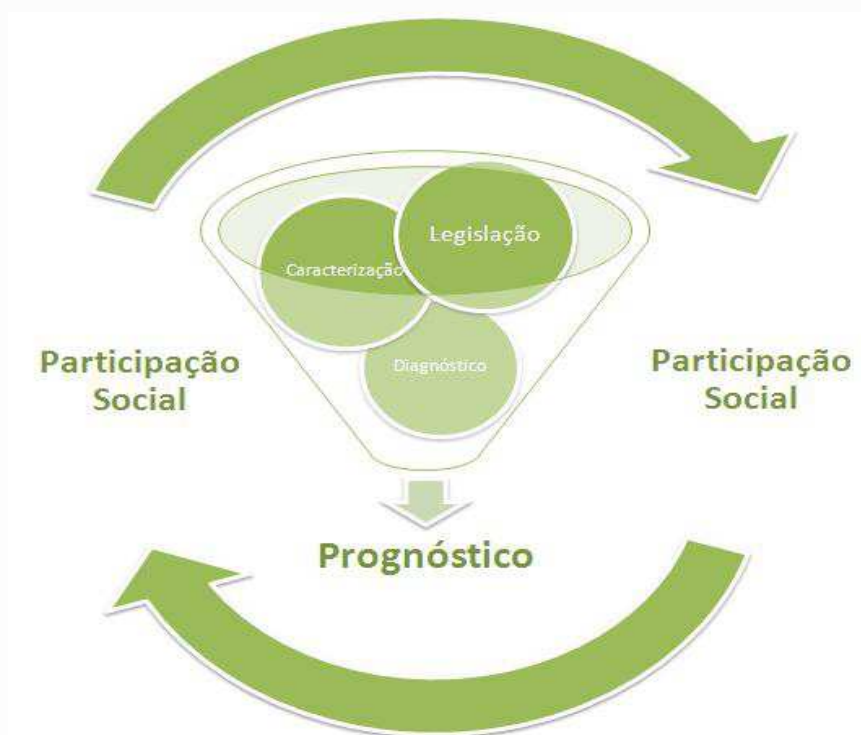 Legislação
Caracterização
Diagnóstico
Participação
Social
Participação
Social
Prognóstico